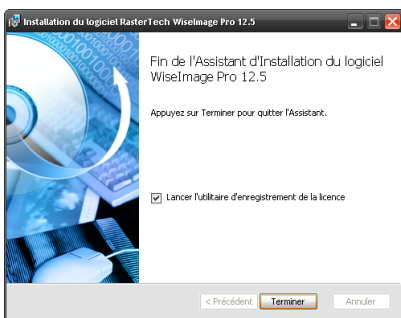 Installation du logiciel RasterTech WiseImage Pro 12.5
Fin de l'Assistant d'Installation du logiciel
WiseImage Pro 12.5
Appuyez sur Terminer pour quitter l'Assistant.
Lancer l'utilitaire d'enregistrement de la licence
< Précédent Terminer Annuler